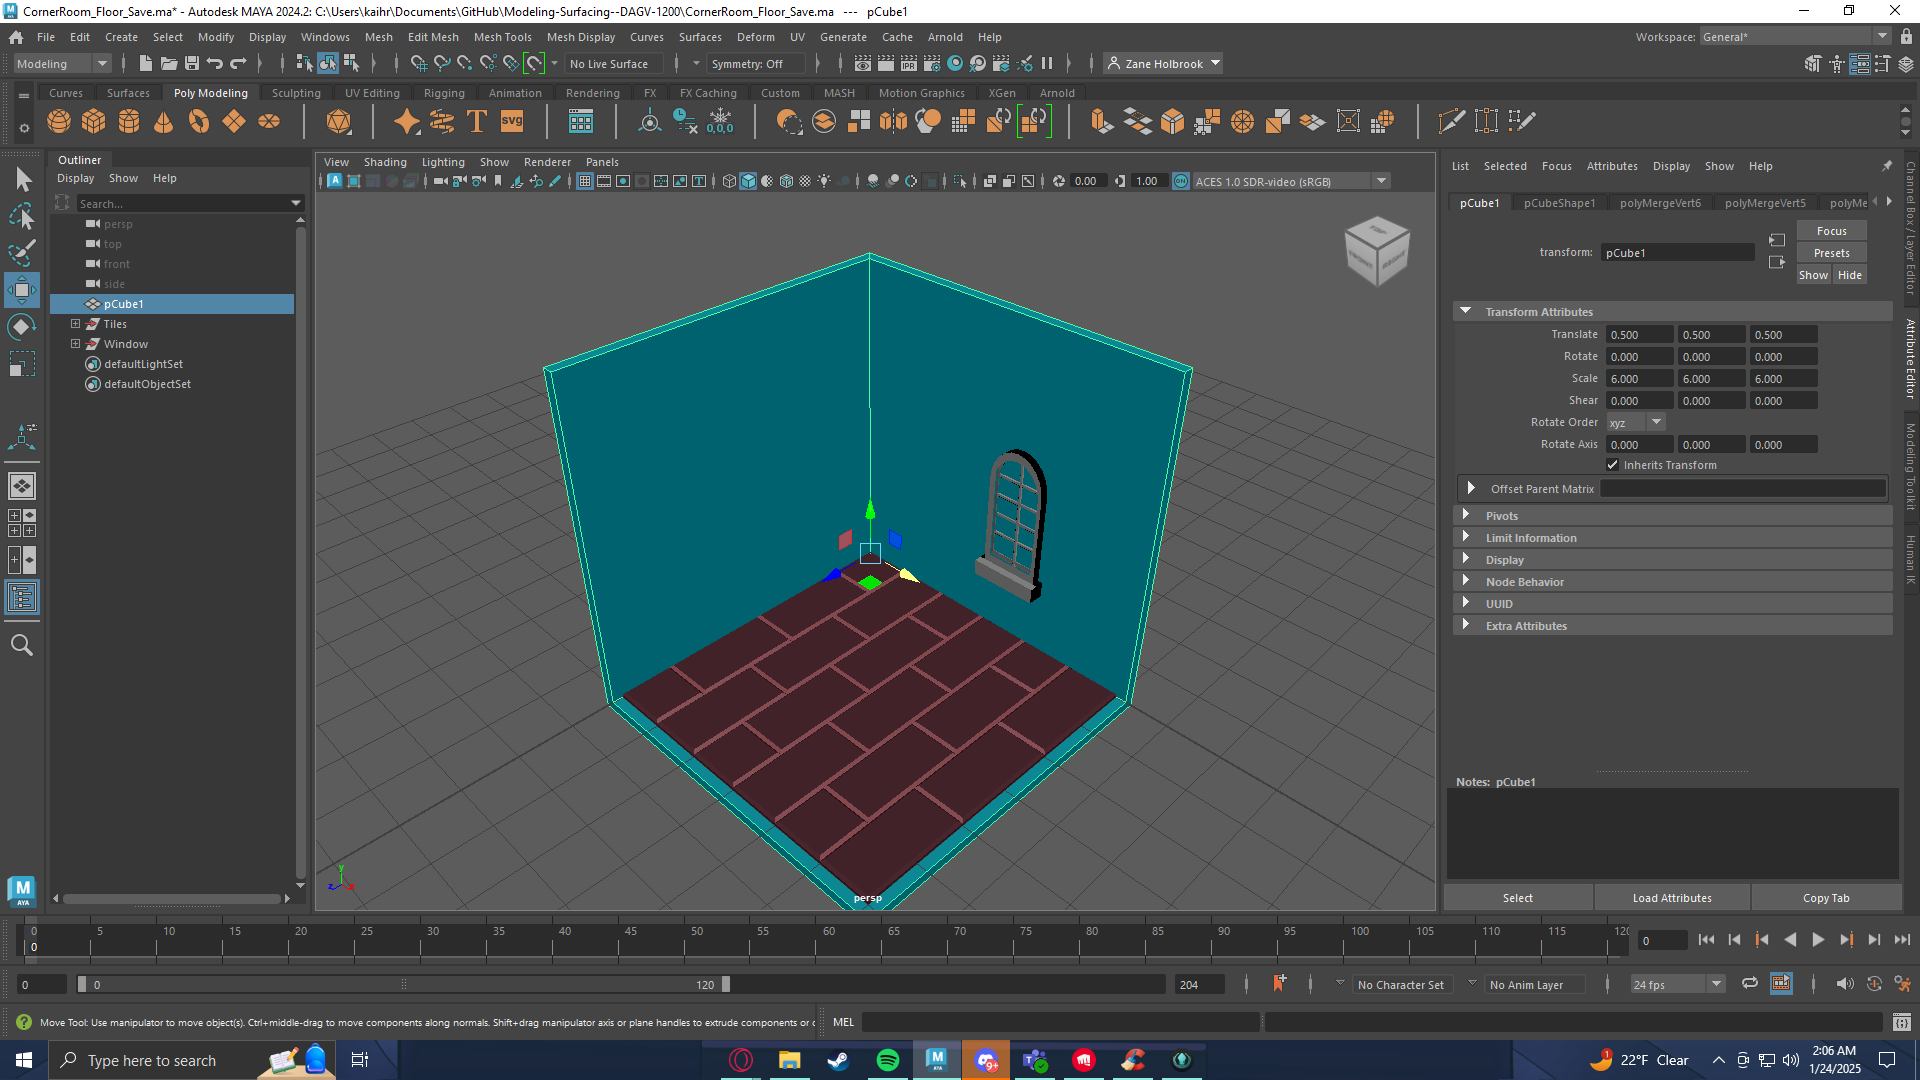 CornerRoom_Floor_Save.ma* - Autodesk MAYA 2024.2: C:\Users\kaihr\Documents\GitHub\Modeling-Surfacing--DAGV-1200\CornerRoom_Floor_Save.ma --- pCube1
File Edit Create Select Modify Display Windows Mesh Edit Mesh Mesh Tools Mesh Display Curves Surfaces Deform UV Generate Cache Arnold Help
Workspace: General*
Modeling
No Live Surface
Symmetry: Off
IPR
Zane Holbrook
Curves Surfaces Poly Modeling Sculpting UV Editing Rigging Animation Rendering FX FX Caching Custom MASH Motion Graphics XGen Arnold
T
SVG
0,0,0
Outliner
Display Show Help
Search...
persp
top
front
side
pCube1
Tiles
Window
defaultLightSet
defaultObjectSet
View Shading Lighting Show Renderer Panels
0.00
1.00
ON
ACES 1.0 SDR-video (sRGB)
TOP
FRONT
RIGHT
y
z
x
persp
List Selected Focus Attributes Display Show Help
pCube1 pCubeShape1 polyMergeVert6 polyMergeVert5 polyMe
transform: pCube1
Focus
Presets
Show Hide
Transform Attributes
Translate 0.500 0.500 0.500
Rotate 0.000 0.000 0.000
Scale 6.000 6.000 6.000
Shear 0.000 0.000 0.000
Rotate Order xyz
Rotate Axis 0.000 0.000 0.000
Inherits Transform
Offset Parent Matrix
Pivots
Limit Information
Display
Node Behavior
UUID
Extra Attributes
Notes: pCube1
Select Load Attributes Copy Tab
Channel Box / Layer Editor
Attribute Editor
Modeling Toolkit
Human IK
M
AYA
0 5 10 15 20 25 30 35 40 45 50 55 60 65 70 75 80 85 90 95 100 105 110 115 120
0
0
0
0
120
204
No Character Set
No Anim Layer
24 fps
Move Tool: Use manipulator to move object(s). Ctrl+middle-drag to move components along normals. Shift+drag manipulator axis or plane handles to extrude components or c
MEL
Type here to search
M
AYA
9+
22°F Clear
2:06 AM
1/24/2025